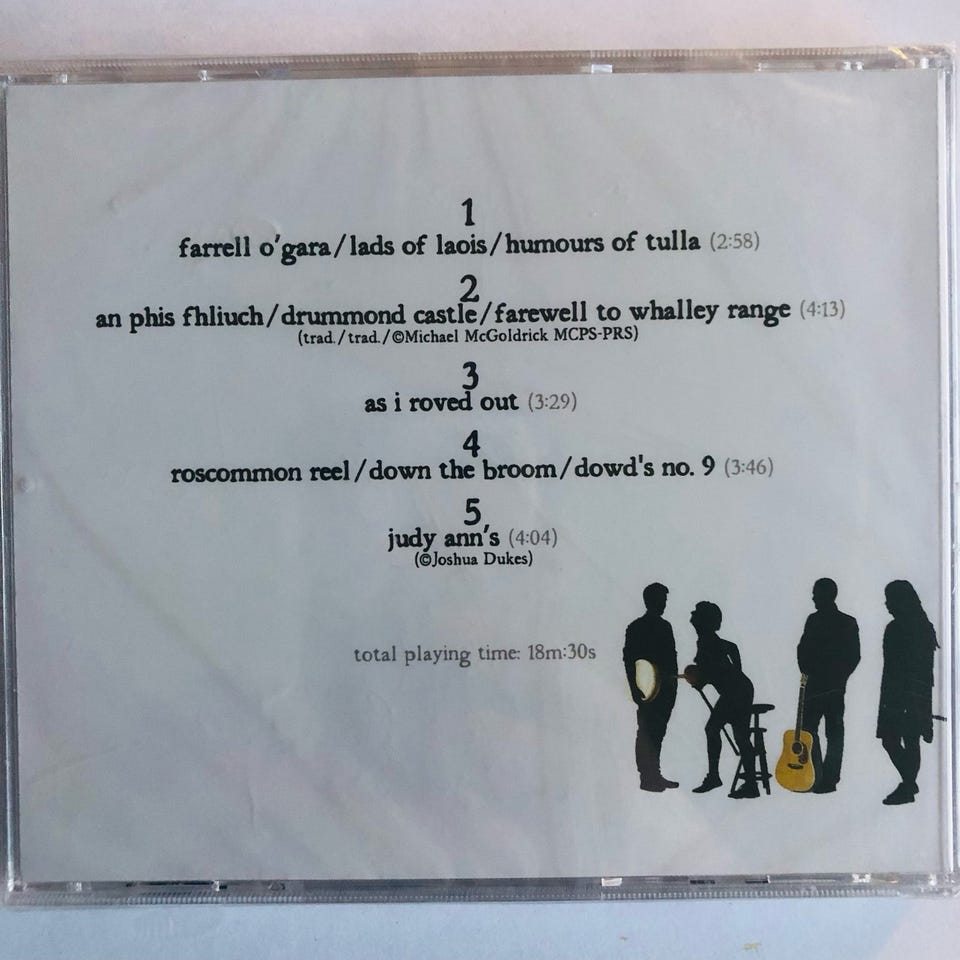 1
farrell o'gara/lads of laois/humours of tulla (2:58)
2
an phis fhliuch/drummond castle/farewell to whalley range (4:13)
(trad./trad./©Michael McGoldrick MCPS-PRS)
3
as i roved out (3:29)
4
roscommon reel/down the broom/dowd's no. 9 (3:46)
5
judy ann's (4:04)
(©Joshua Dukes)
total playing time: 18m:30s